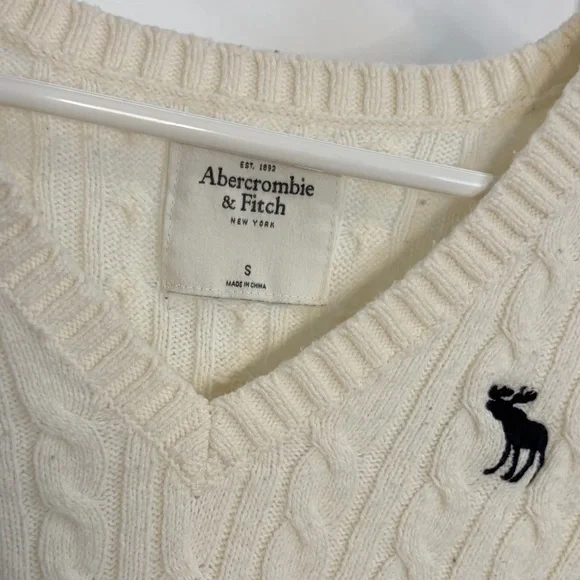 EST. 1892
Abercrombie
& Fitch
NEW YORK
S
MADE IN CHINA